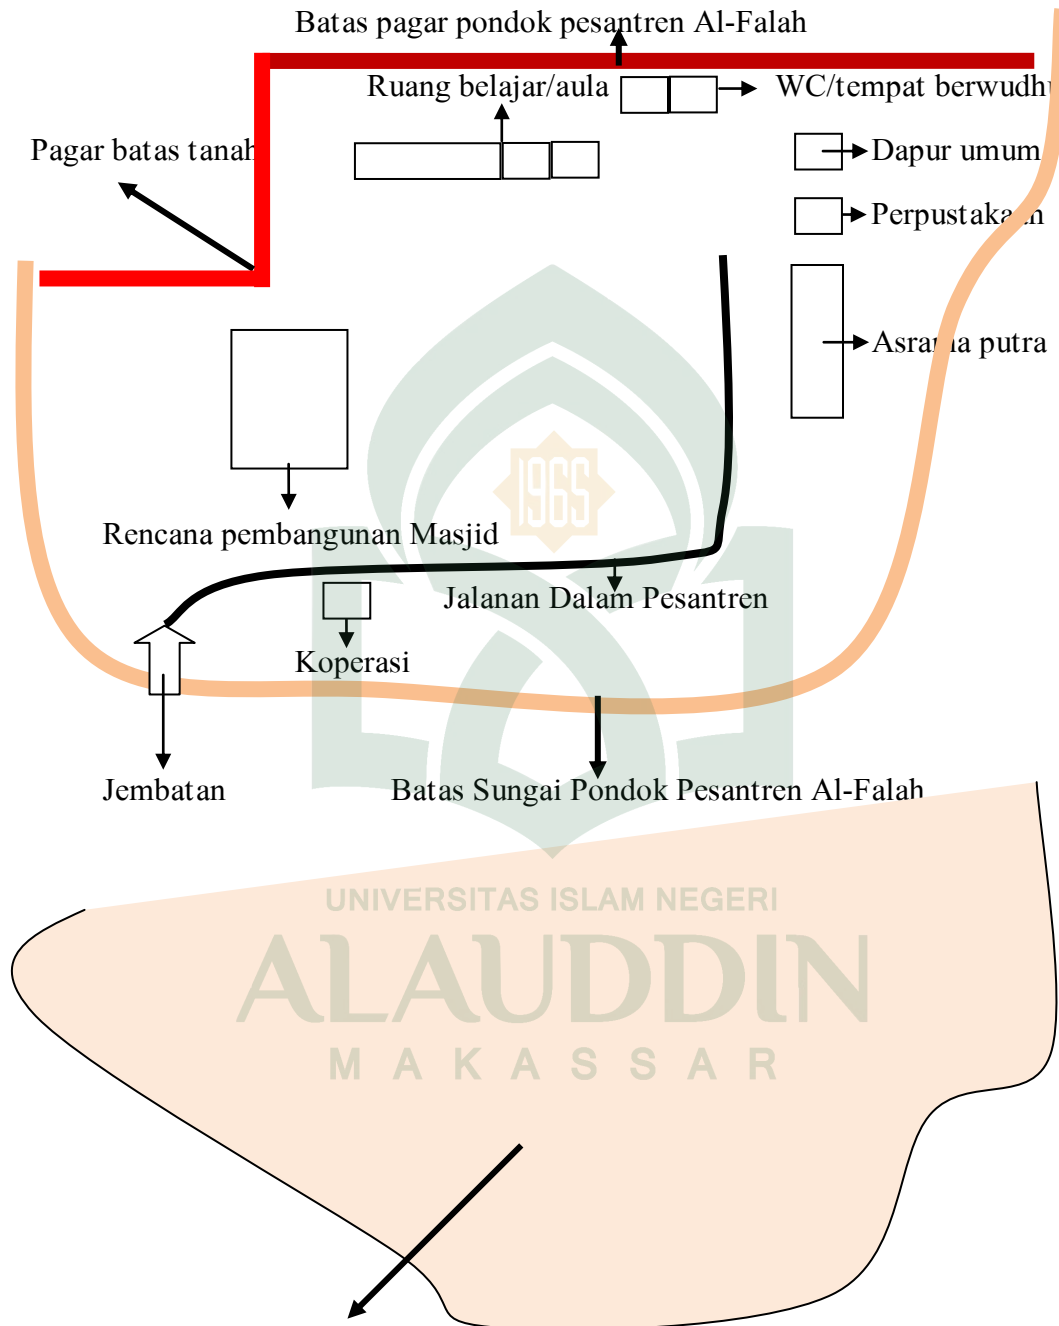 Batas pagar pondok pesantren Al-Falah
Ruang belajar/aula
WC/tempat berwudhu
Pagar batas tanah
Dapur umum
Perpustakaan
Asrama putra
1965
Rencana pembangunan Masjid
Jalanan Dalam Pesantren
Koperasi
Jembatan
Batas Sungai Pondok Pesantren Al-Falah
UNIVERSITAS ISLAM NEGERI
ALAUDDIN
MAKASSAR